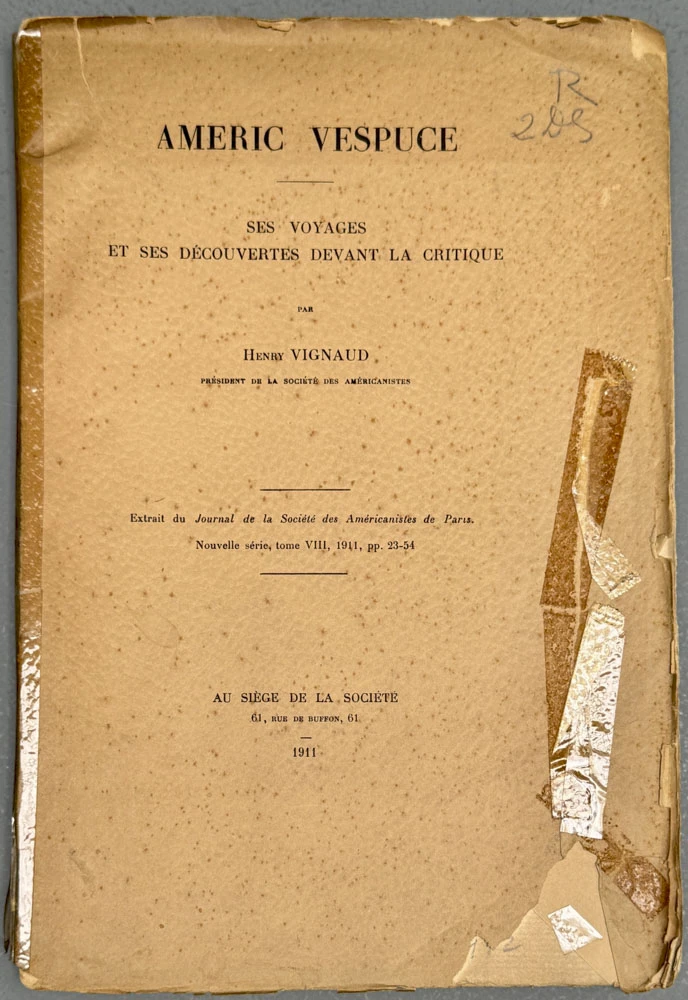 R
AMERIC VESPUCE
SES VOYAGES
ET SES DÉCOUVERTES DEVANT LA CRITIQUE
PAR
HENRY VIGNAUD
PRÉSIDENT DE LA SOCIÉTÉ DES AMÉRICANISTES
Extrait du Journal de la Société des Américanistes de Paris.
Nouvelle série, tome VIII, 1911, pp. 23-54
AU SIÈGE DE LA SOCIÉTÉ
61, RUE DE BUFFON, 61
1911